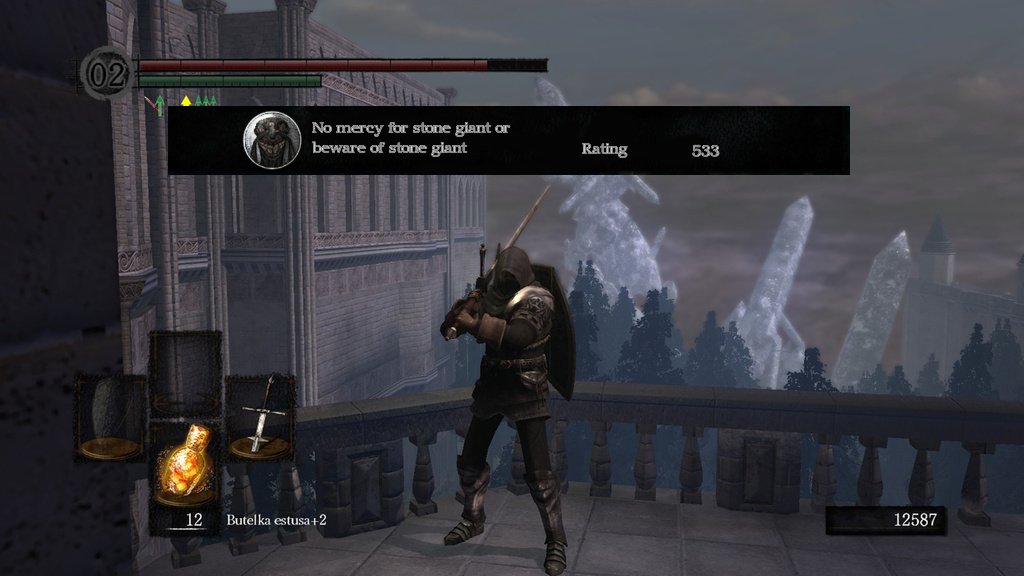 02
No mercy for stone giant or
beware of stone giant
Rating 533
12 Butelka estusa+2
12587